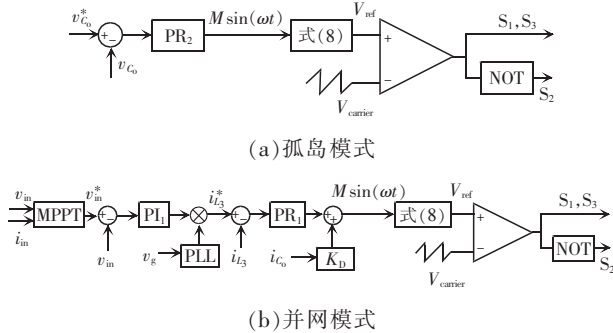 v*Co
+
−
vCo
PR2
M sin(ωt)
式(8)
Vref
+
−
Vcarrier
S1, S3
NOT
S2
(a)孤岛模式
vin
iin
MPPT
v*in
+
−
vin
PI1
vg
PLL
i*L3
+
−
iL3
PR1
+
+
iCo
KD
M sin(ωt)
式(8)
Vref
+
−
Vcarrier
S1, S3
NOT
S2
(b)并网模式